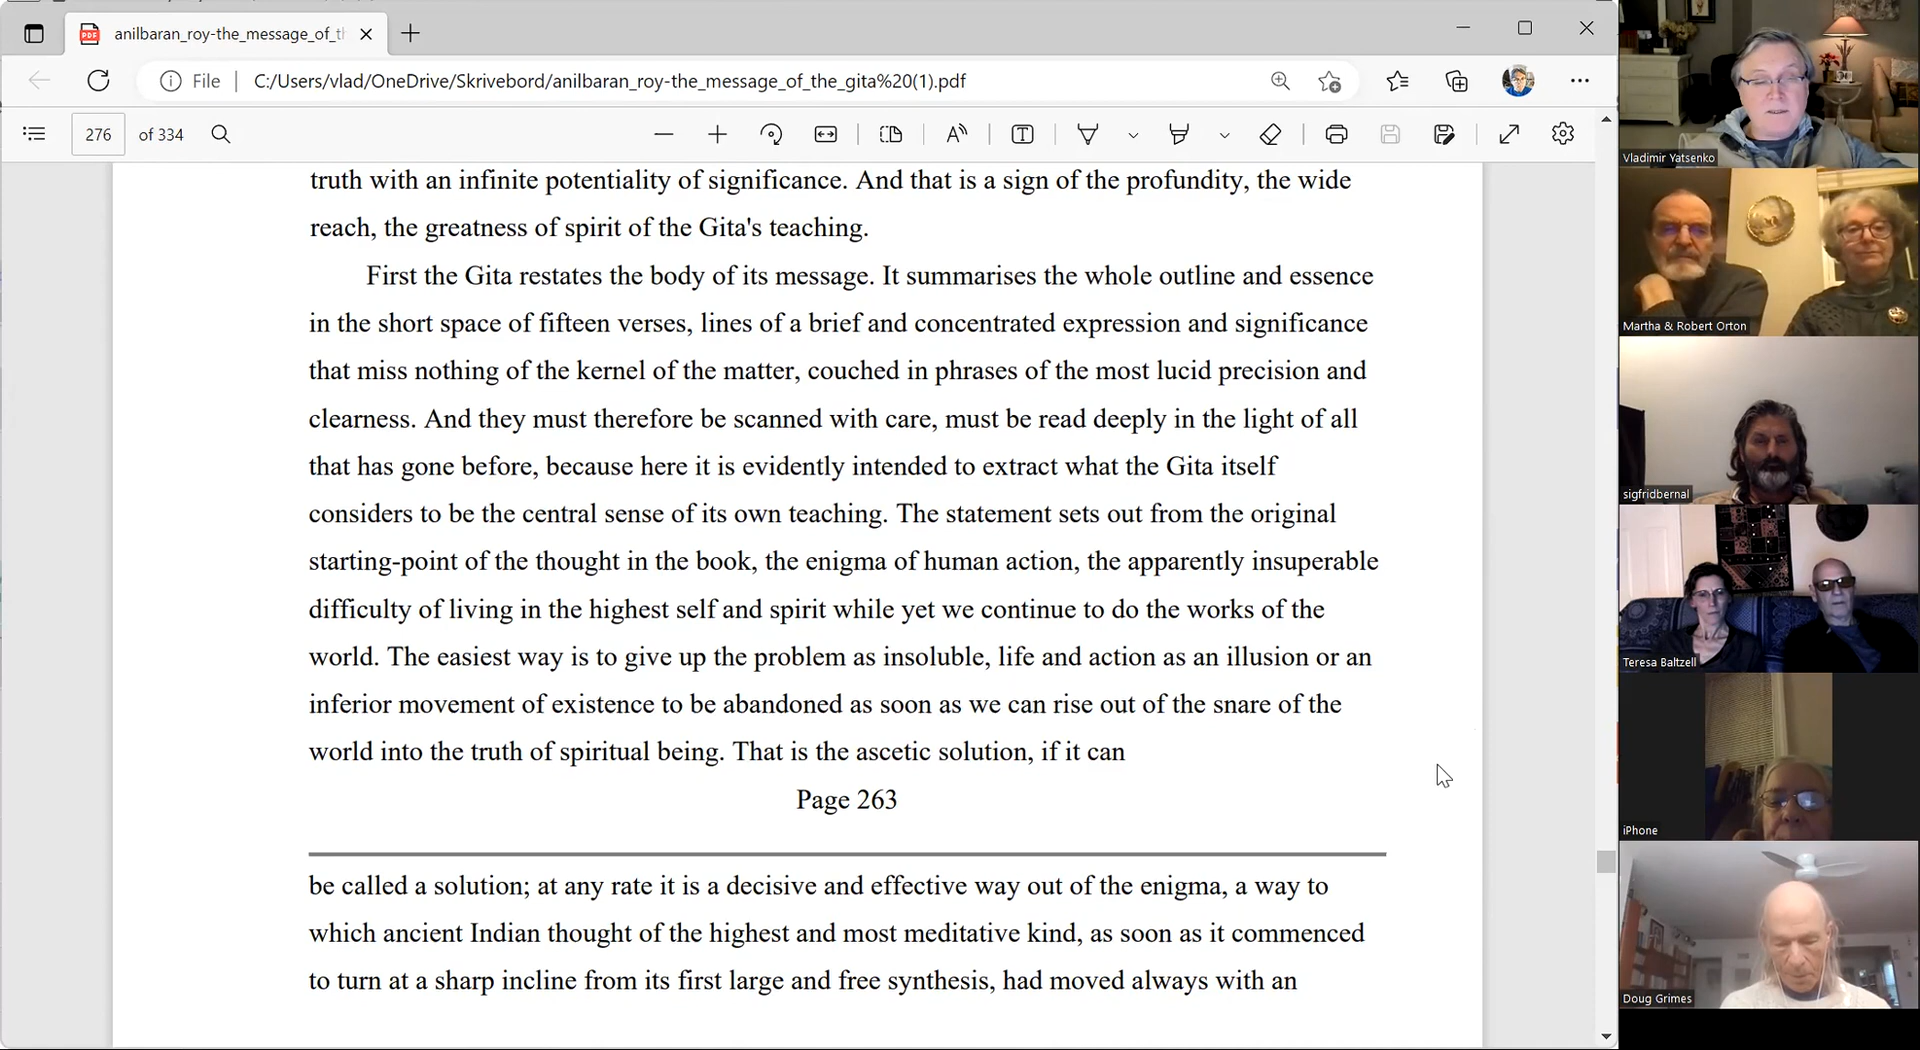 anilbaran_roy-the_message_of_th
File
C:/Users/vlad/OneDrive/Skrivebord/anilbaran_roy-the_message_of_the_gita%20(1).pdf
276 of 334
truth with an infinite potentiality of significance. And that is a sign of the profundity, the wide
reach, the greatness of spirit of the Gita's teaching.
First the Gita restates the body of its message. It summarises the whole outline and essence
in the short space of fifteen verses, lines of a brief and concentrated expression and significance
that miss nothing of the kernel of the matter, couched in phrases of the most lucid precision and
clearness. And they must therefore be scanned with care, must be read deeply in the light of all
that has gone before, because here it is evidently intended to extract what the Gita itself
considers to be the central sense of its own teaching. The statement sets out from the original
starting-point of the thought in the book, the enigma of human action, the apparently insuperable
difficulty of living in the highest self and spirit while yet we continue to do the works of the
world. The easiest way is to give up the problem as insoluble, life and action as an illusion or an
inferior movement of existence to be abandoned as soon as we can rise out of the snare of the
world into the truth of spiritual being. That is the ascetic solution, if it can
Page 263
be called a solution; at any rate it is a decisive and effective way out of the enigma, a way to
which ancient Indian thought of the highest and most meditative kind, as soon as it commenced
to turn at a sharp incline from its first large and free synthesis, had moved always with an
Vladimir Yatsenko
Martha & Robert Orton
sigfridbernal
Teresa Baltzell
iPhone
Doug Grimes